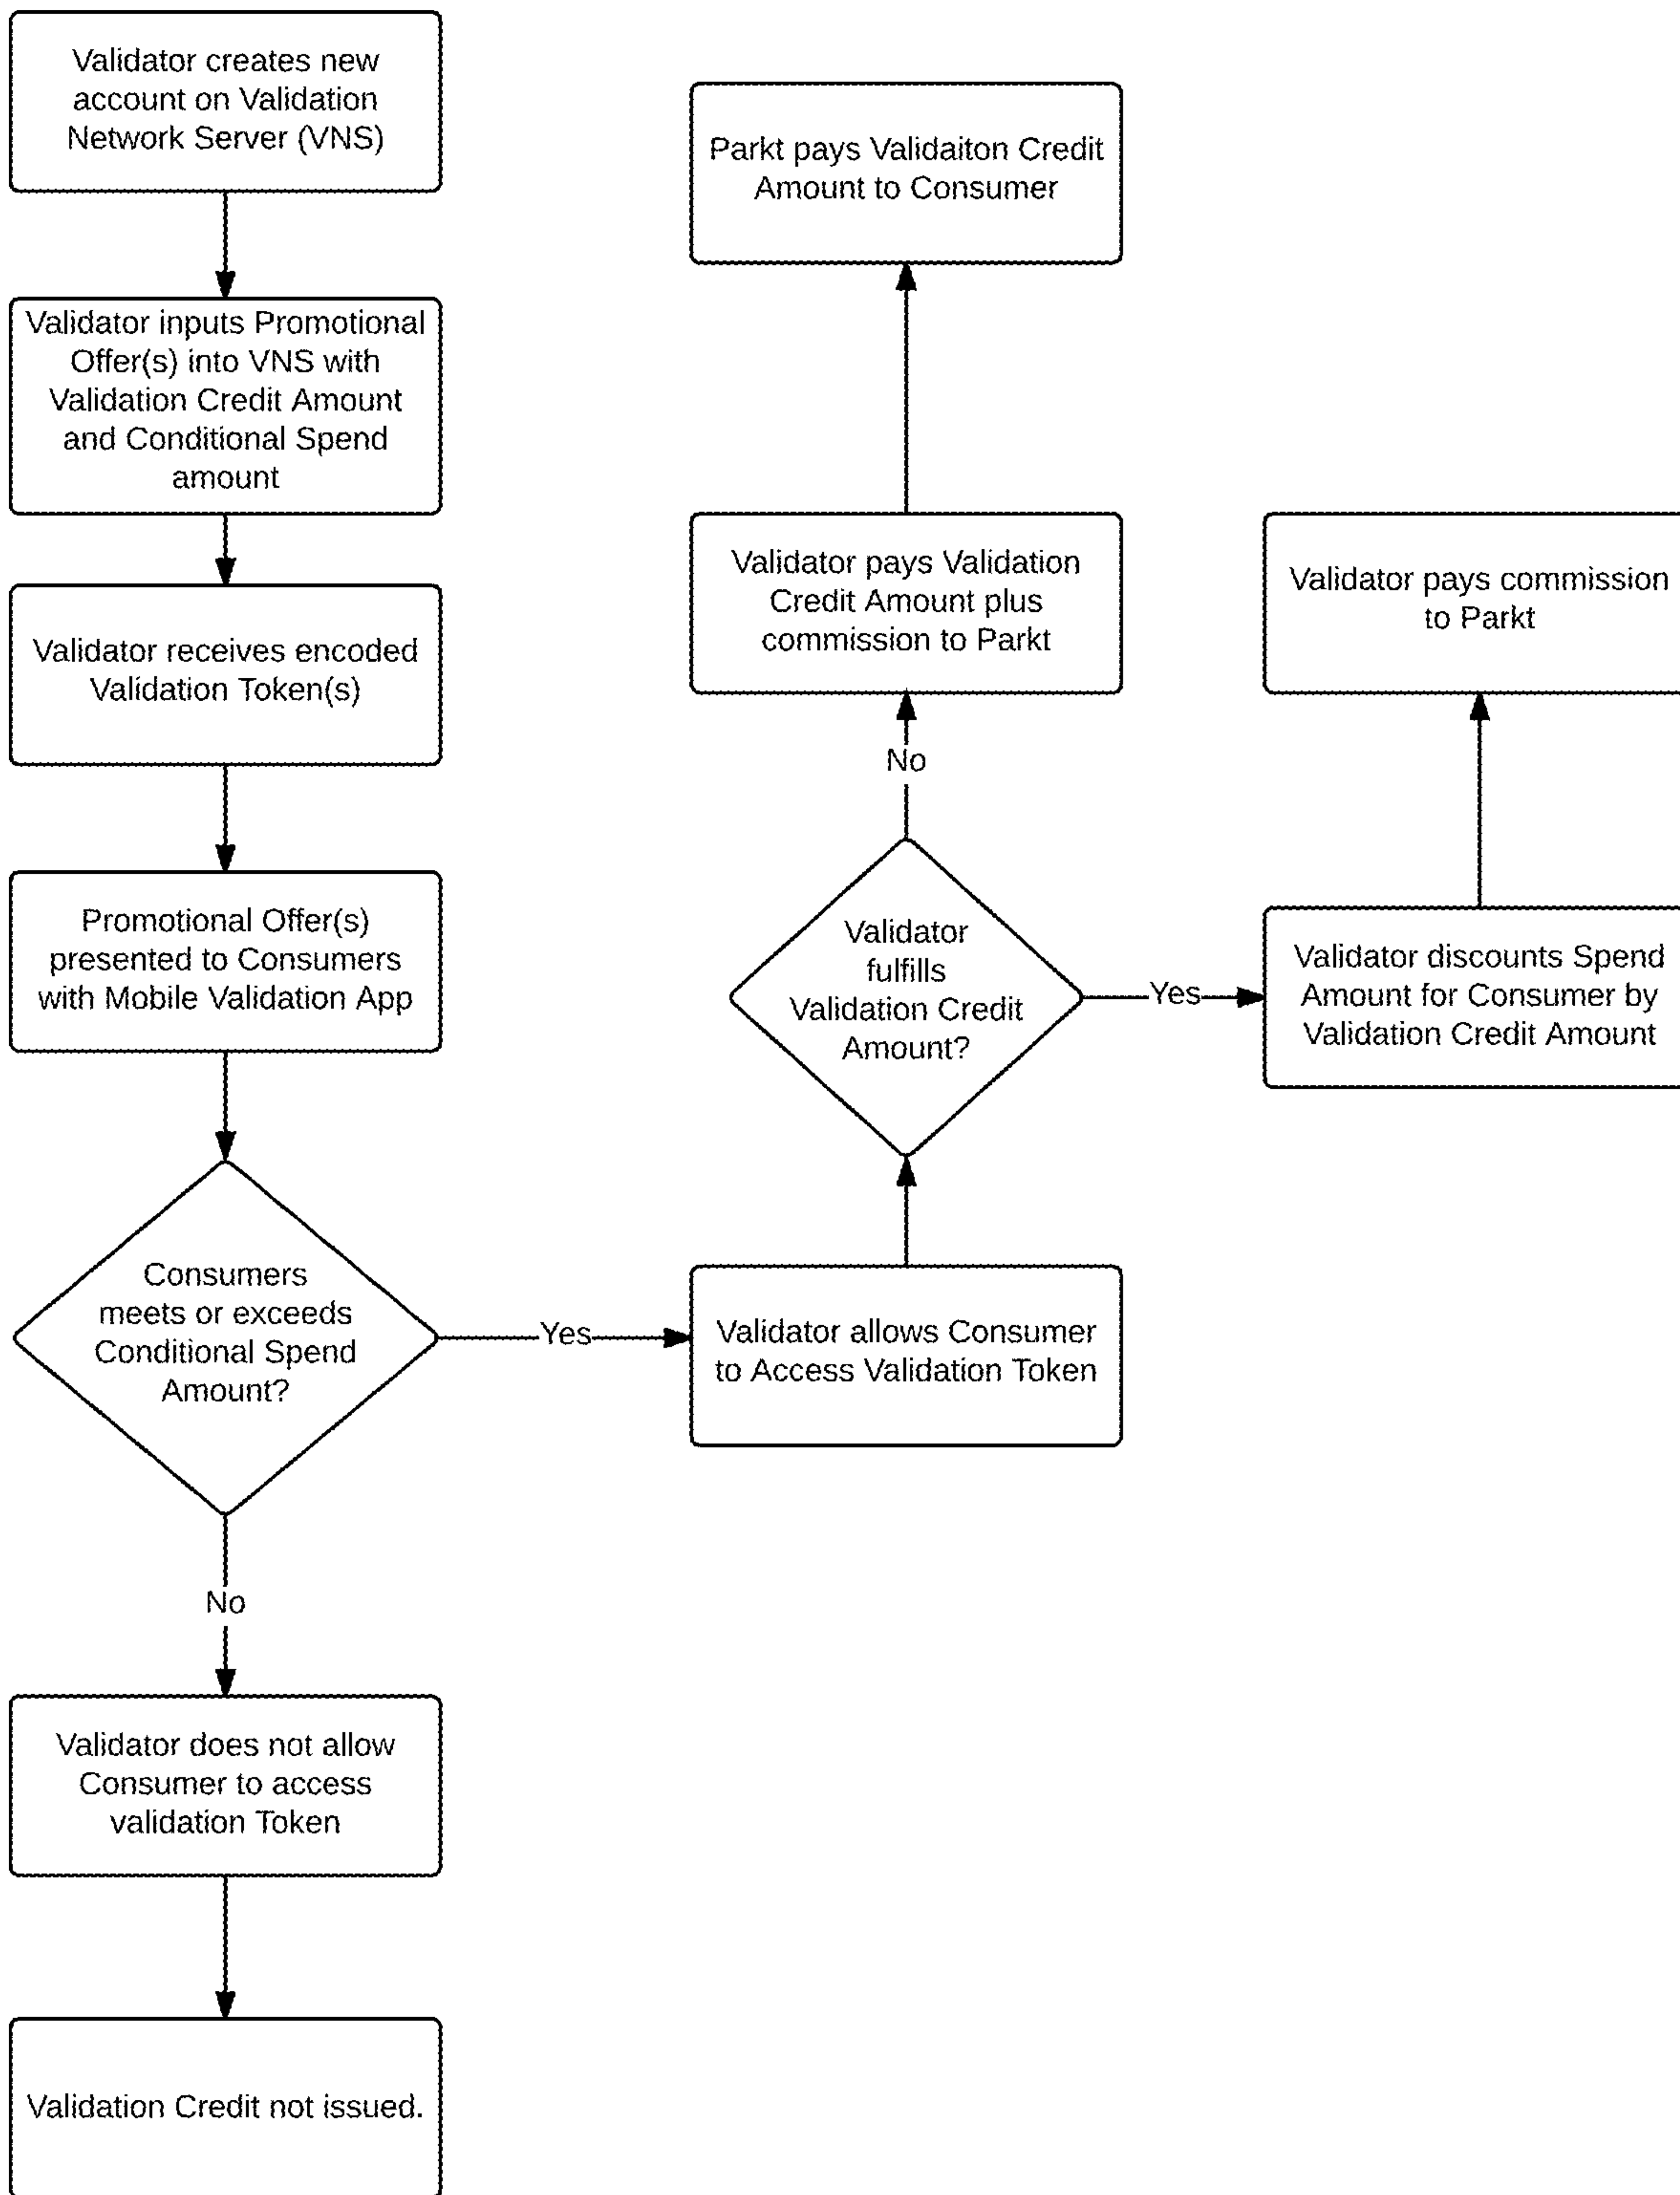 Validator creates new
account on Validation
Network Server (VNS)
Validator inputs Promotional
Offer(s) into VNS with
Validation Credit Amount
and Conditional Spend
amount
Validator receives encoded
Validation Token(s)
Promotional Offer(s)
presented to Consumers
with Mobile Validation App
Consumers
meets or exceeds
Conditional Spend
Amount?
No
Validator does not allow
Consumer to access
validation Token
Validation Credit not issued.
Yes
Validator allows Consumer
to Access Validation Token
Validator
fulfills
Validation Credit
Amount?
No
Validator pays Validation
Credit Amount plus
commission to Parkt
Parkt pays Validaiton Credit
Amount to Consumer
Yes
Validator discounts Spend
Amount for Consumer by
Validation Credit Amount
Validator pays commission
to Parkt